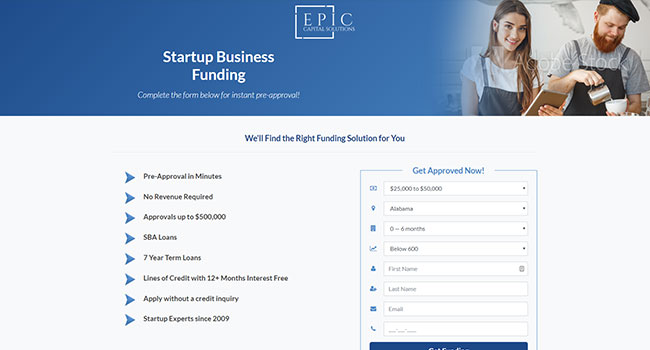 EPIC
CAPITAL SOLUTIONS
Startup Business
Funding
Complete the form below for instant pre-approval!
Adobe Stock
We'll Find the Right Funding Solution for You
Pre-Approval in Minutes
No Revenue Required
Approvals up to $500,000
SBA Loans
7 Year Term Loans
Lines of Credit with 12+ Months Interest Free
Apply without a credit inquiry
Startup Experts since 2009
Get Approved Now!
$25,000 to $50,000
Alabama
0 — 6 months
Below 600
First Name
Last Name
Email
___-___-____
Get Funding